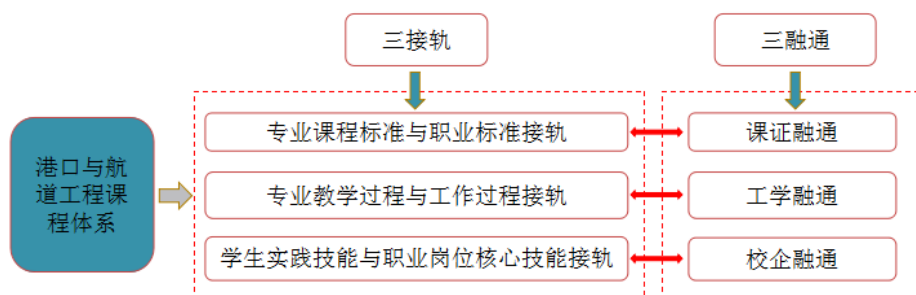 三接轨
三融通
港口与航
道工程课
程体系
专业课程标准与职业标准接轨
课证融通
专业教学过程与工作过程接轨
工学融通
学生实践技能与职业岗位核心技能接轨
校企融通